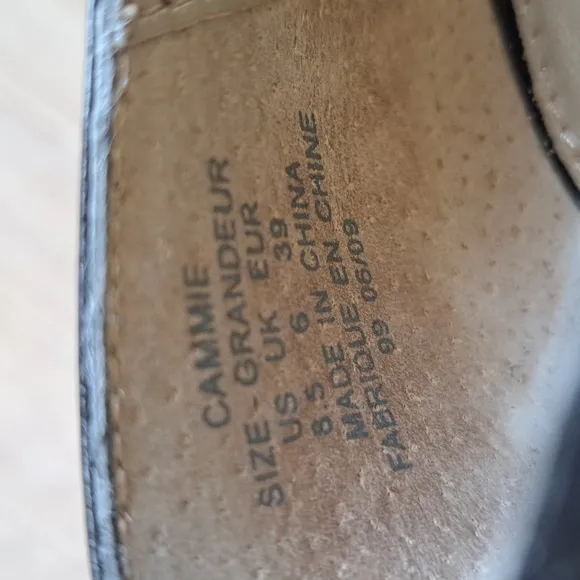 CAMMIE
SIZE - GRANDEUR
US UK EUR
8.5 6 39
MADE IN CHINA
FABRIQUE EN CHINE
99 06/09